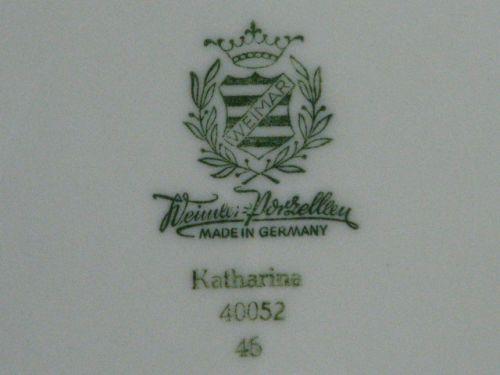 WEIMAR
Weimar-Porzellan
MADE IN GERMANY
Katharina
40052
45